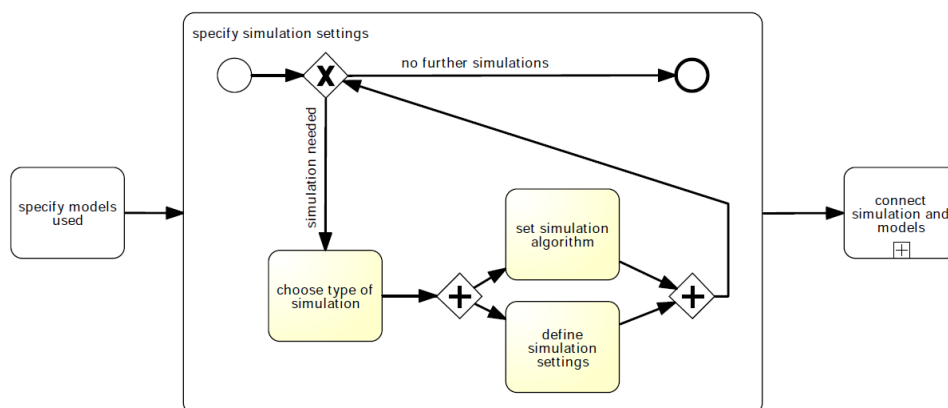 specify simulation settings
no further simulations
simulation needed
specify models
used
set simulation
algorithm
connect
simulation and
models
choose type of
simulation
define
simulation
settings